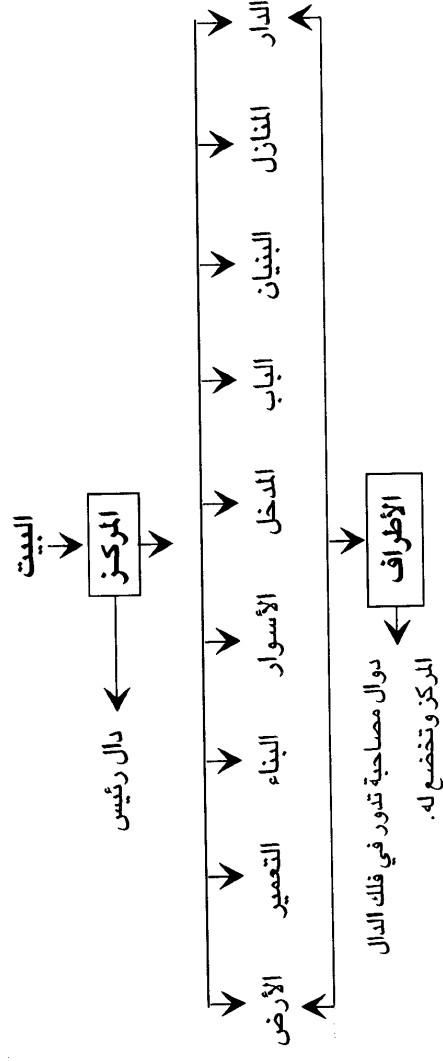 البيت
المركز
دال رئيس
الدار
المنازل
البنيان
الباب
المدخل
الأسوار
البناء
التعمير
الأرض
الأطراف
دوال مصاحبة تدور في فلك الدال
المركز وتخضع له.